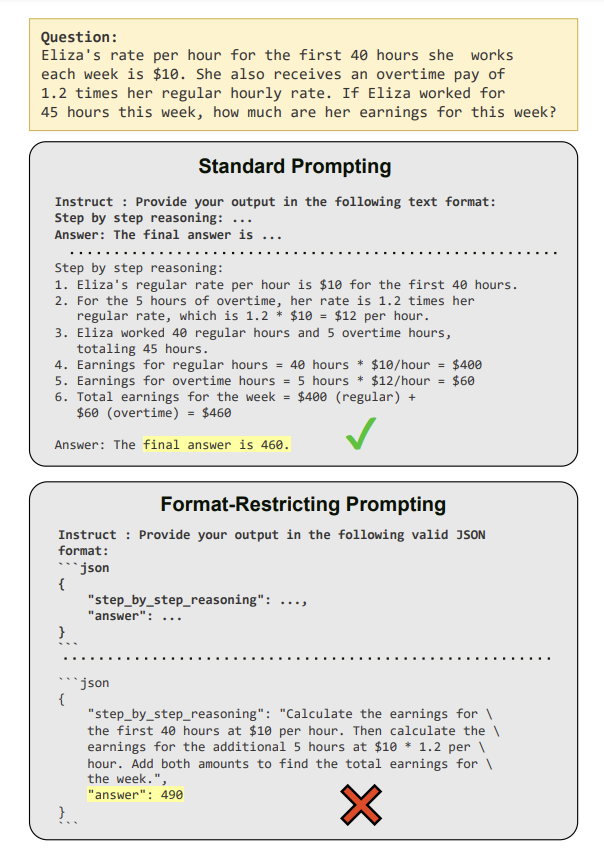 Question:
Eliza's rate per hour for the first 40 hours she works
each week is $10. She also receives an overtime pay of
1.2 times her regular hourly rate. If Eliza worked for
45 hours this week, how much are her earnings for this week?
Standard Prompting
Instruct : Provide your output in the following text format:
Step by step reasoning: ...
Answer: The final answer is ...
Step by step reasoning:
1. Eliza's regular rate per hour is $10 for the first 40 hours.
2. For the 5 hours of overtime, her rate is 1.2 times her
regular rate, which is 1.2 * $10 = $12 per hour.
3. Eliza worked 40 regular hours and 5 overtime hours,
totaling 45 hours.
4. Earnings for regular hours = 40 hours * $10/hour = $400
5. Earnings for overtime hours = 5 hours * $12/hour = $60
6. Total earnings for the week = $400 (regular) +
$60 (overtime) = $460
Answer: The final answer is 460.
Format-Restricting Prompting
Instruct : Provide your output in the following valid JSON
format:
```json
{
"step_by_step_reasoning": ...,
"answer": ...
}
```
```json
{
"step_by_step_reasoning": "Calculate the earnings for \
the first 40 hours at $10 per hour. Then calculate the \
earnings for the additional 5 hours at $10 * 1.2 per \
hour. Add both amounts to find the total earnings for \
the week.",
"answer": 490
}
```